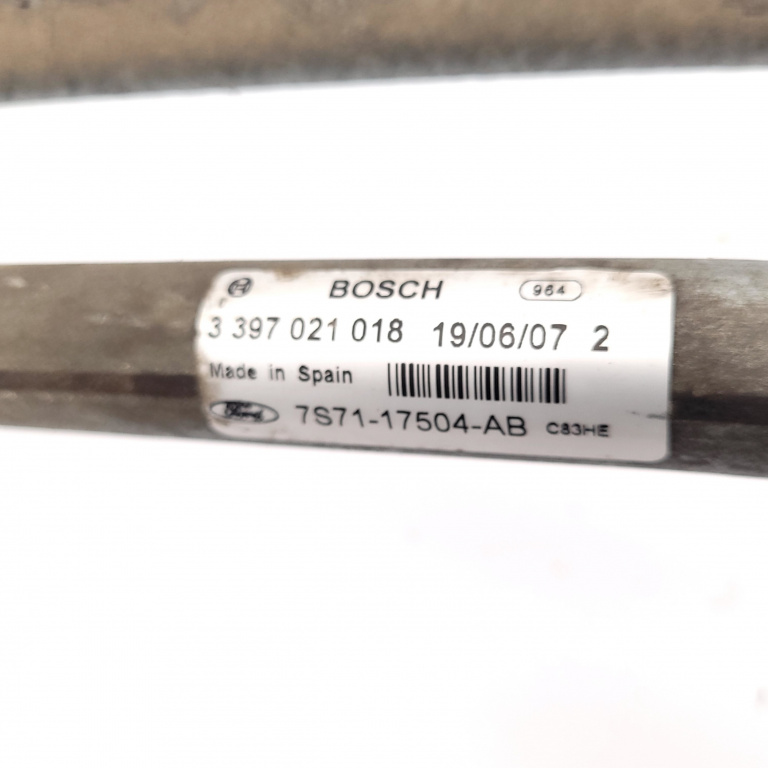 BOSCH 964
3 397 021 018 19/06/07 2
Made in Spain
Ford 7S71-17504-AB C83HE